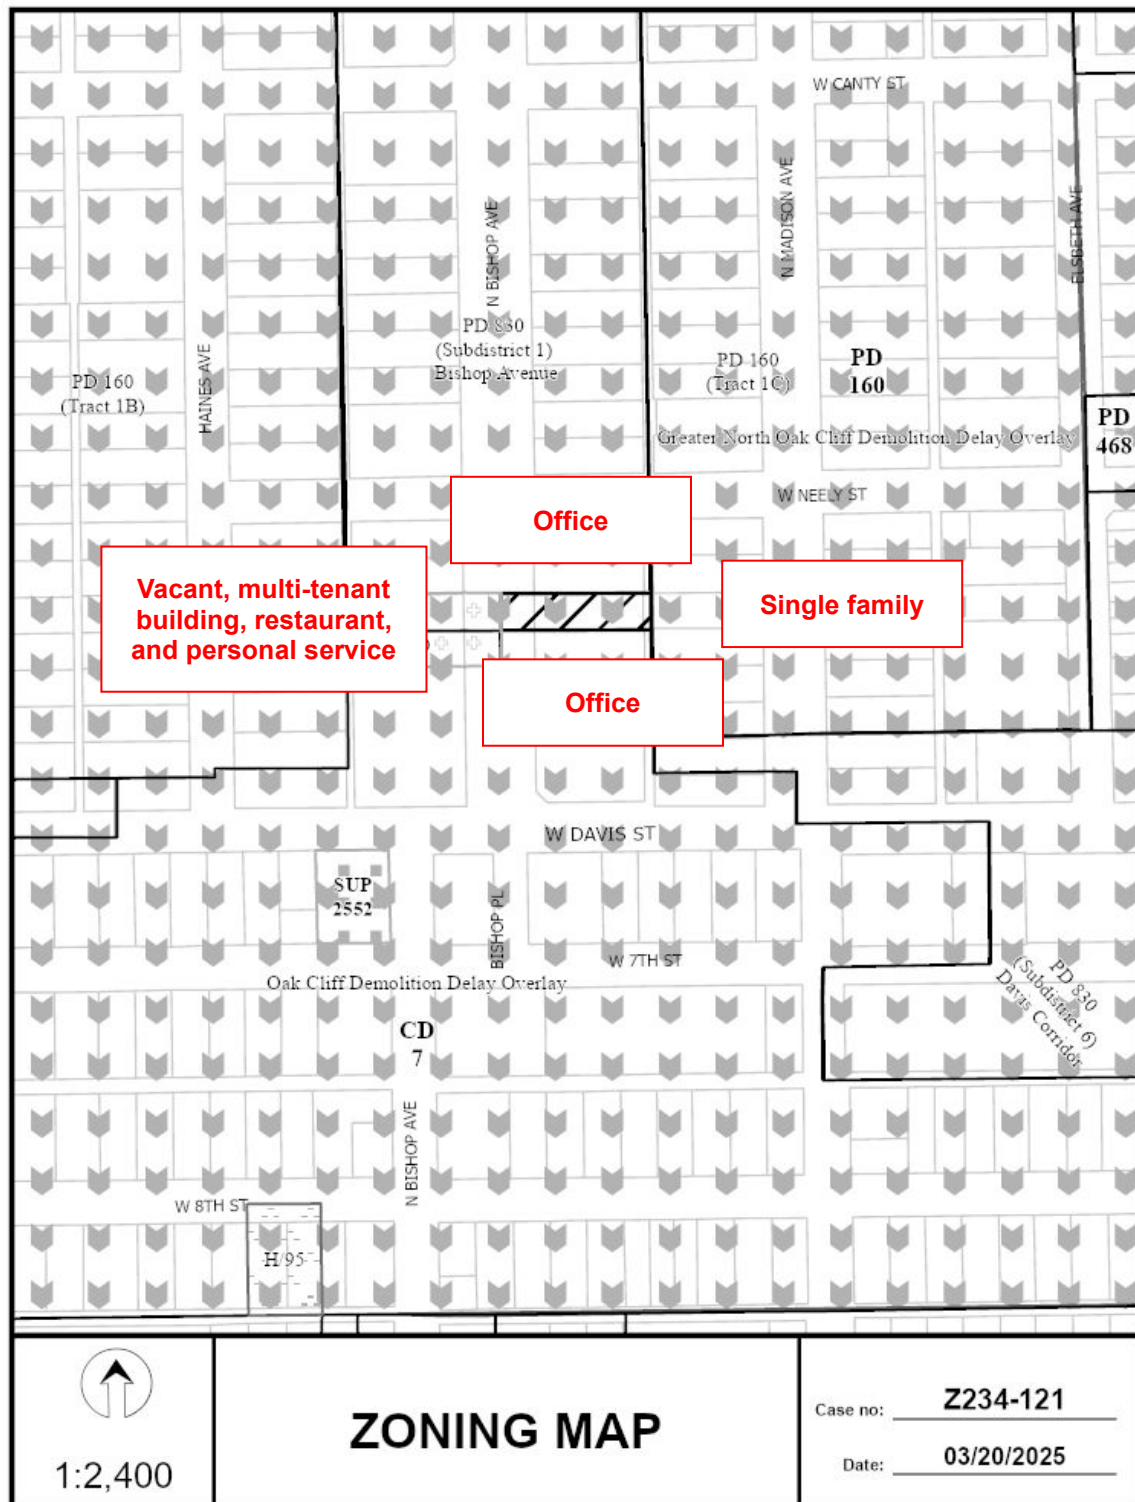 W CANTY ST
N BISHOP AVE
N MADISON AVE
ELSBETH AVE
HAINES AVE
PD 830
(Subdistrict 1)
Bishop Avenue
PD 160
(Tract 1B)
PD 160
(Tract 1C)
PD
160
PD
468
Greater North Oak Cliff Demolition Delay Overlay
W NEELY ST
Office
Vacant, multi-tenant
building, restaurant,
and personal service
Single family
Office
W DAVIS ST
SUP
2552
BISHOP PL
W 7TH ST
Oak Cliff Demolition Delay Overlay
PD 830
(Subdistrict 6)
Davis Corridor
CD
7
N BISHOP AVE
W 8TH ST
H/95
1:2,400
ZONING MAP
Case no: Z234-121
Date: 03/20/2025